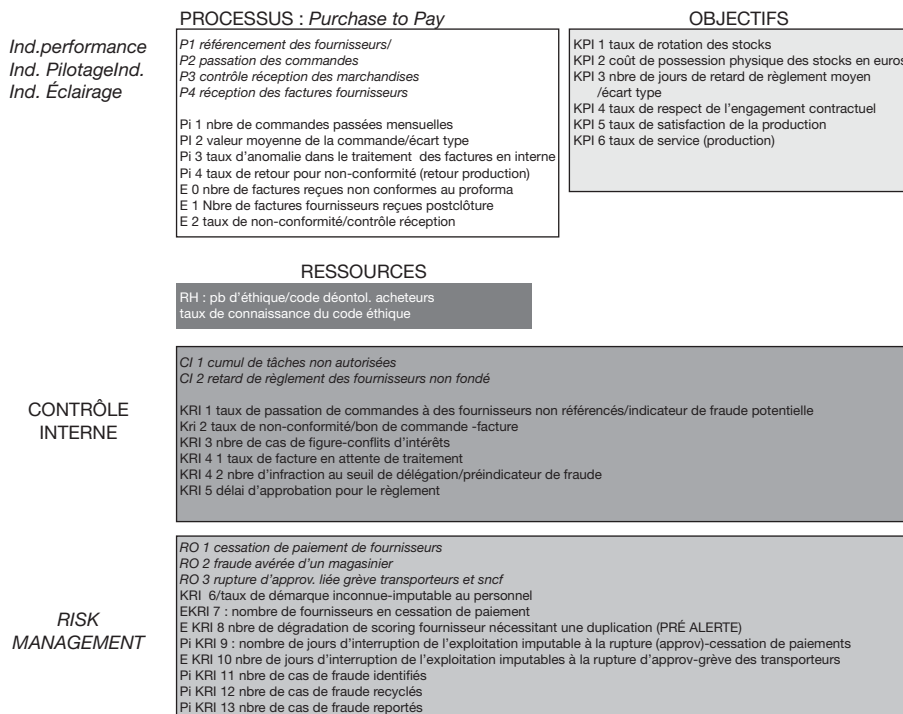 PROCESSUS : Purchase to Pay
OBJECTIFS
Ind.performance
Ind. PilotageInd.
Ind. Éclairage
P1 référencement des fournisseurs/
P2 passation des commandes
P3 contrôle réception des marchandises
P4 réception des factures fournisseurs
Pi 1 nbre de commandes passées mensuelles
PI 2 valeur moyenne de la commande/écart type
Pi 3 taux d'anomalie dans le traitement des factures en interne
Pi 4 taux de retour pour non-conformité (retour production)
E 0 nbre de factures reçues non conformes au proforma
E 1 Nbre de factures fournisseurs reçues postclôture
E 2 taux de non-conformité/contrôle réception
KPI 1 taux de rotation des stocks
KPI 2 coût de possession physique des stocks en euros
KPI 3 nbre de jours de retard de règlement moyen
/écart type
KPI 4 taux de respect de l'engagement contractuel
KPI 5 taux de satisfaction de la production
KPI 6 taux de service (production)
RESSOURCES
RH : pb d'éthique/code déontol. acheteurs
taux de connaissance du code éthique
CONTRÔLE
INTERNE
CI 1 cumul de tâches non autorisées
CI 2 retard de règlement des fournisseurs non fondé
KRI 1 taux de passation de commandes à des fournisseurs non référencés/indicateur de fraude potentielle
Kri 2 taux de non-conformité/bon de commande -facture
KRI 3 nbre de cas de figure-conflits d'intérêts
KRI 4 1 taux de facture en attente de traitement
KRI 4 2 nbre d'infraction au seuil de délégation/préindicateur de fraude
KRI 5 délai d'approbation pour le règlement
RISK
MANAGEMENT
RO 1 cessation de paiement de fournisseurs
RO 2 fraude avérée d'un magasinier
RO 3 rupture d'approv. liée grève transporteurs et sncf
KRI 6/taux de démarque inconnue-imputable au personnel
EKRI 7 : nombre de fournisseurs en cessation de paiement
E KRI 8 nbre de dégradation de scoring fournisseur nécessitant une duplication (PRÉ ALERTE)
Pi KRI 9 : nombre de jours d'interruption de l'exploitation imputable à la rupture (approv)-cessation de paiements
E KRI 10 nbre de jours d'interruption de l'exploitation imputables à la rupture d'approv-grève des transporteurs
Pi KRI 11 nbre de cas de fraude identifiés
Pi KRI 12 nbre de cas de fraude recyclés
Pi KRI 13 nbre de cas de fraude reportés